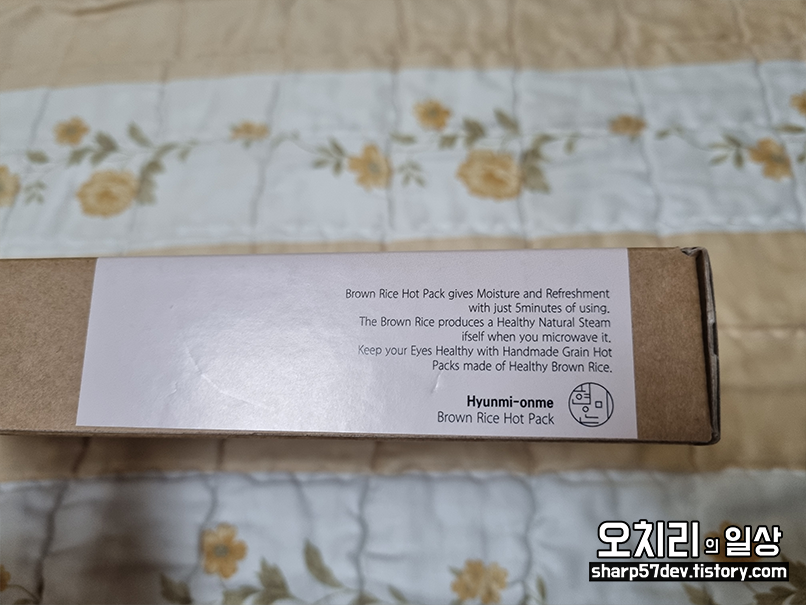 Brown Rice Hot Pack gives Moisture and Refreshment
with just 5minutes of using.
The Brown Rice produces a Healthy Natural Steam
ifself when you microwave it.
Keep your Eyes Healthy with Handmade Grain Hot
Packs made of Healthy Brown Rice.
Hyunmi-onme
Brown Rice Hot Pack
오치리의 일상
sharp57dev.tistory.com